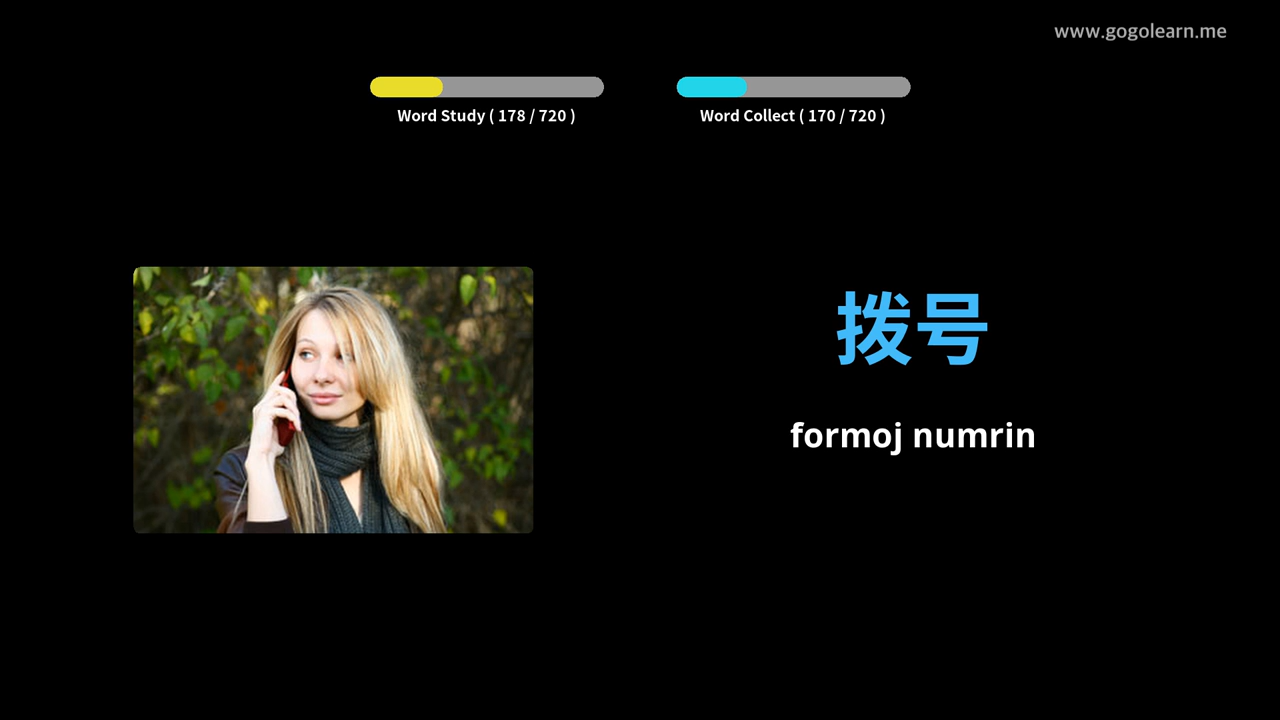 www.gogolearn.me
Word Study ( 178 / 720 )
Word Collect ( 170 / 720 )
拨号
formoj numrin